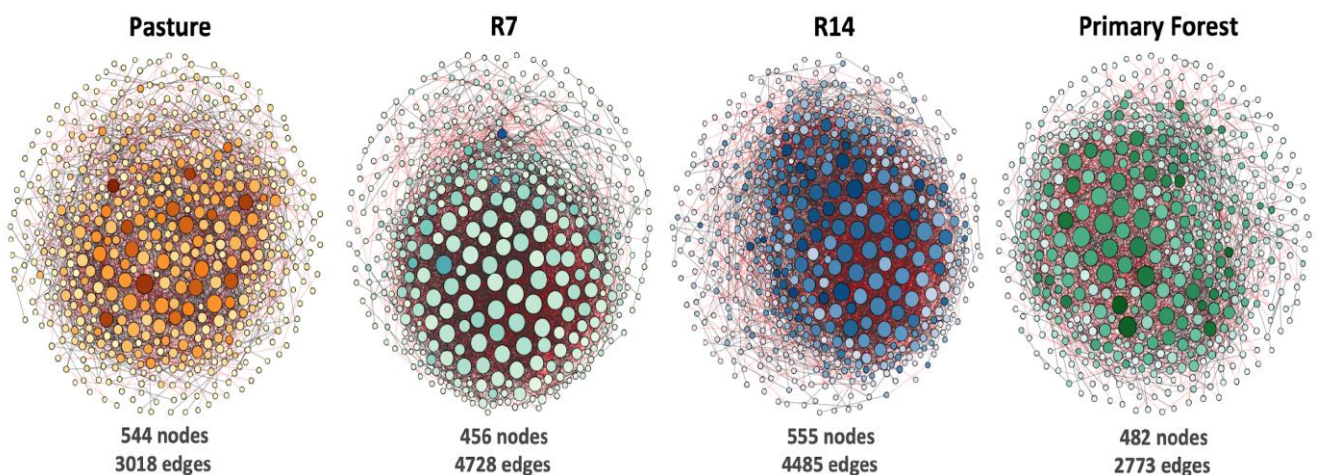 Pasture
R7
R14
Primary Forest
544 nodes
3018 edges
456 nodes
4728 edges
555 nodes
4485 edges
482 nodes
2773 edges